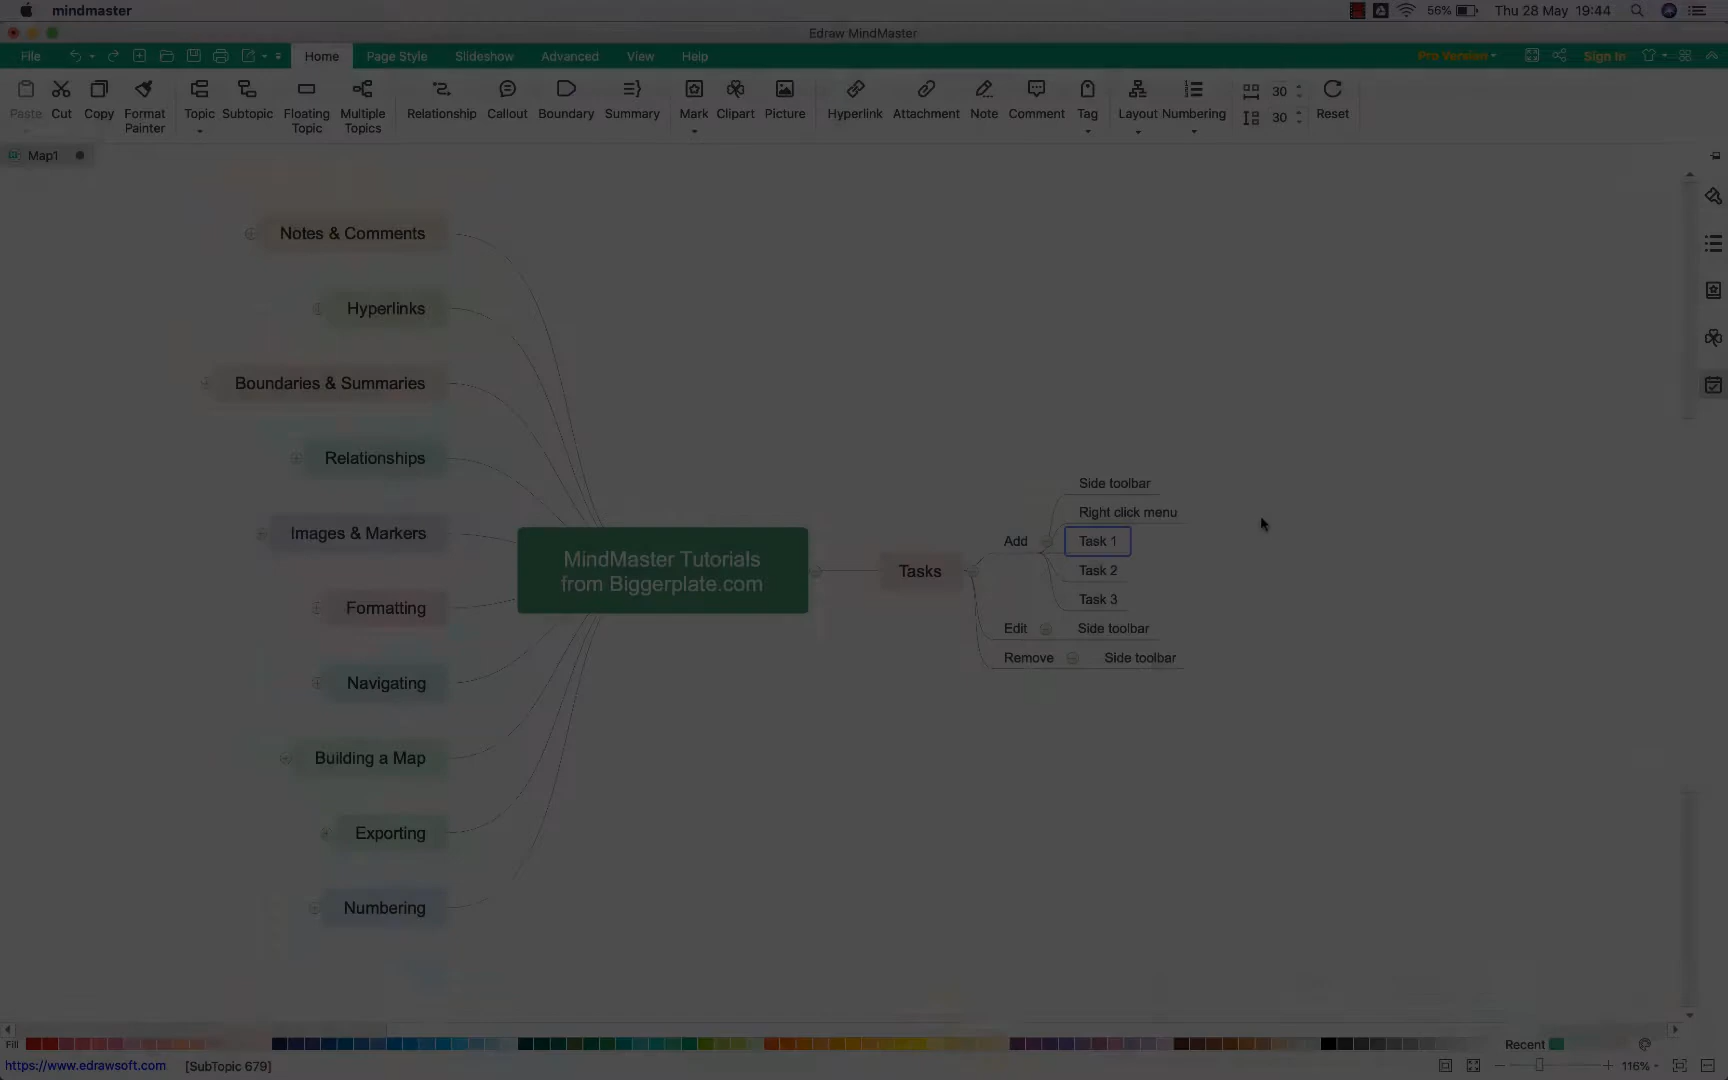 mindmaster
56%
Thu 28 May 19:44
Edraw MindMaster
File
Home
Page Style
Slideshow
Advanced
View
Help
Pro Version
Sign In
Paste
Cut
Copy
Format
Painter
Topic
Subtopic
Floating
Topic
Multiple
Topics
Relationship
Callout
Boundary
Summary
Mark
Clipart
Picture
Hyperlink
Attachment
Note
Comment
Tag
Layout
Numbering
30
30
Reset
Map1
Notes & Comments
Hyperlinks
Boundaries & Summaries
Relationships
Images & Markers
Formatting
Navigating
Building a Map
Exporting
Numbering
MindMaster Tutorials
from Biggerplate.com
Tasks
Add
Side toolbar
Right click menu
Task 1
Task 2
Task 3
Edit
Side toolbar
Remove
Side toolbar
Fill
Recent
https://www.edrawsoft.com
[SubTopic 679]
116%